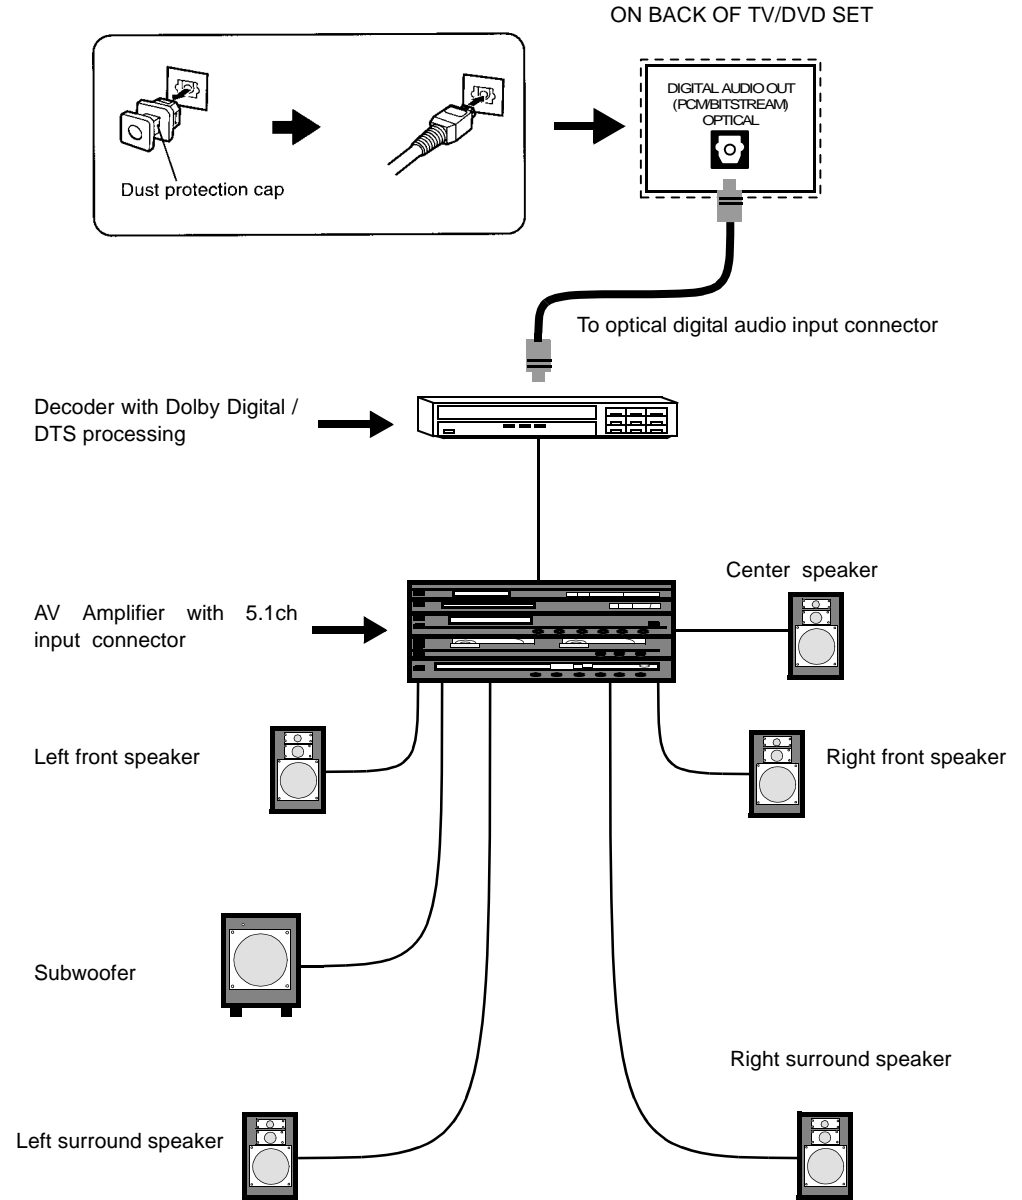 ON BACK OF TV/DVD SET
DIGITAL AUDIO OUT
(PCM/BITSTREAM)
OPTICAL
Dust protection cap
To optical digital audio input connector
Decoder with Dolby Digital /
DTS processing
Center speaker
AV Amplifier with 5.1ch
input connector
Left front speaker
Right front speaker
Subwoofer
Right surround speaker
Left surround speaker